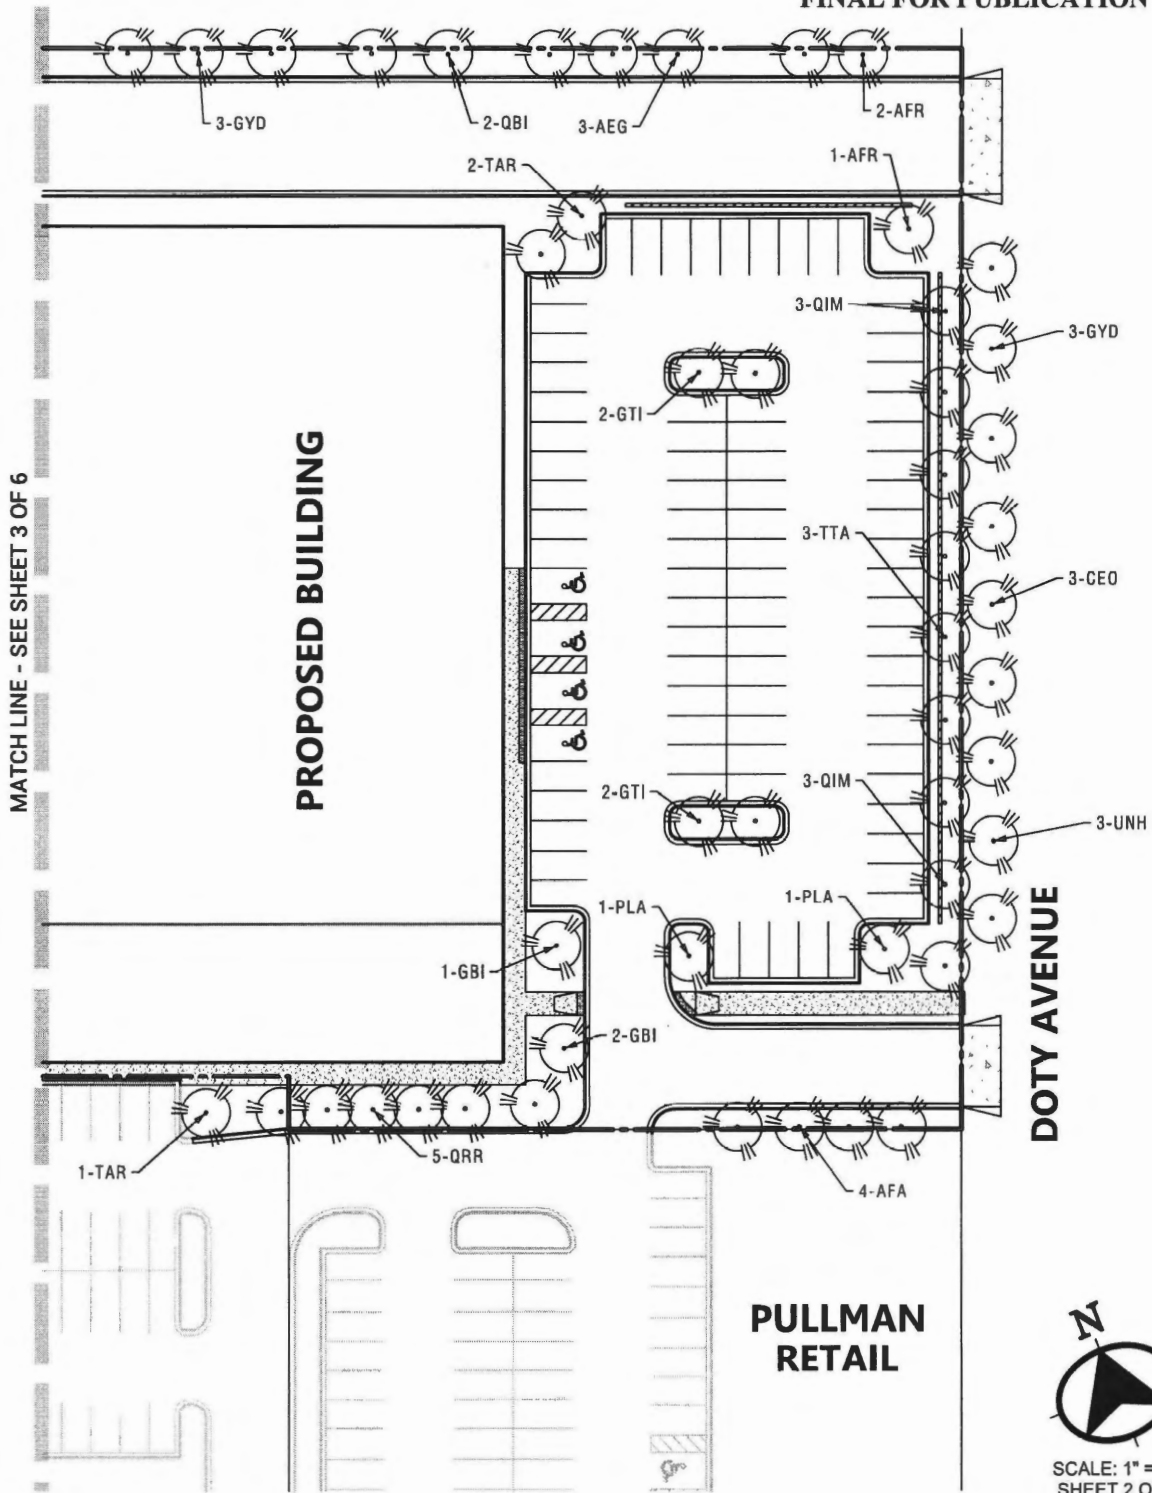 FINAL FOR PUBLICATION
3-GYD
2-QBI
3-AEG
2-AFR
2-TAR
1-AFR
3-QIM
3-GYD
2-GTI
MATCH LINE - SEE SHEET 3 OF 6
PROPOSED BUILDING
3-TTA
3-CEO
2-GTI
3-QIM
3-UNH
1-PLA
1-PLA
1-GBI
DOTY AVENUE
2-GBI
1-TAR
5-QRR
4-AFA
PULLMAN
RETAIL
N
SCALE: 1" =
SHEET 2 O